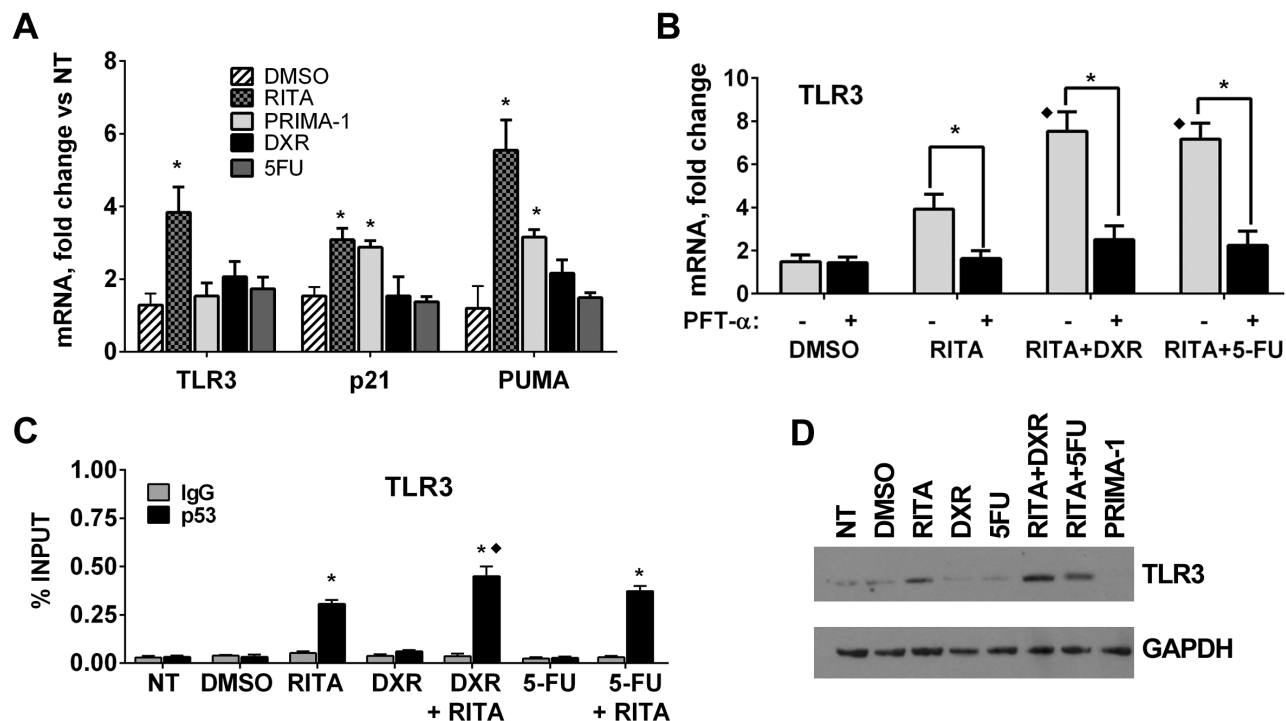 A
mRNA, fold change vs NT
8
6
4
2
0
DMSO
RITA
PRIMA-1
DXR
5FU
*
* *
* *
TLR3 p21 PUMA
B
mRNA, fold change
10
8
6
4
2
0
TLR3
*
◆ *
◆ *
PFT-α: - + - + - + - +
DMSO RITA RITA+DXR RITA+5-FU
C
% INPUT
1.00
0.75
0.50
0.25
0.00
IgG
p53
TLR3
*
* ◆
*
NT DMSO RITA DXR DXR + RITA 5-FU 5-FU + RITA
D
NT
DMSO
RITA
DXR
5FU
RITA+DXR
RITA+5FU
PRIMA-1
TLR3
GAPDH